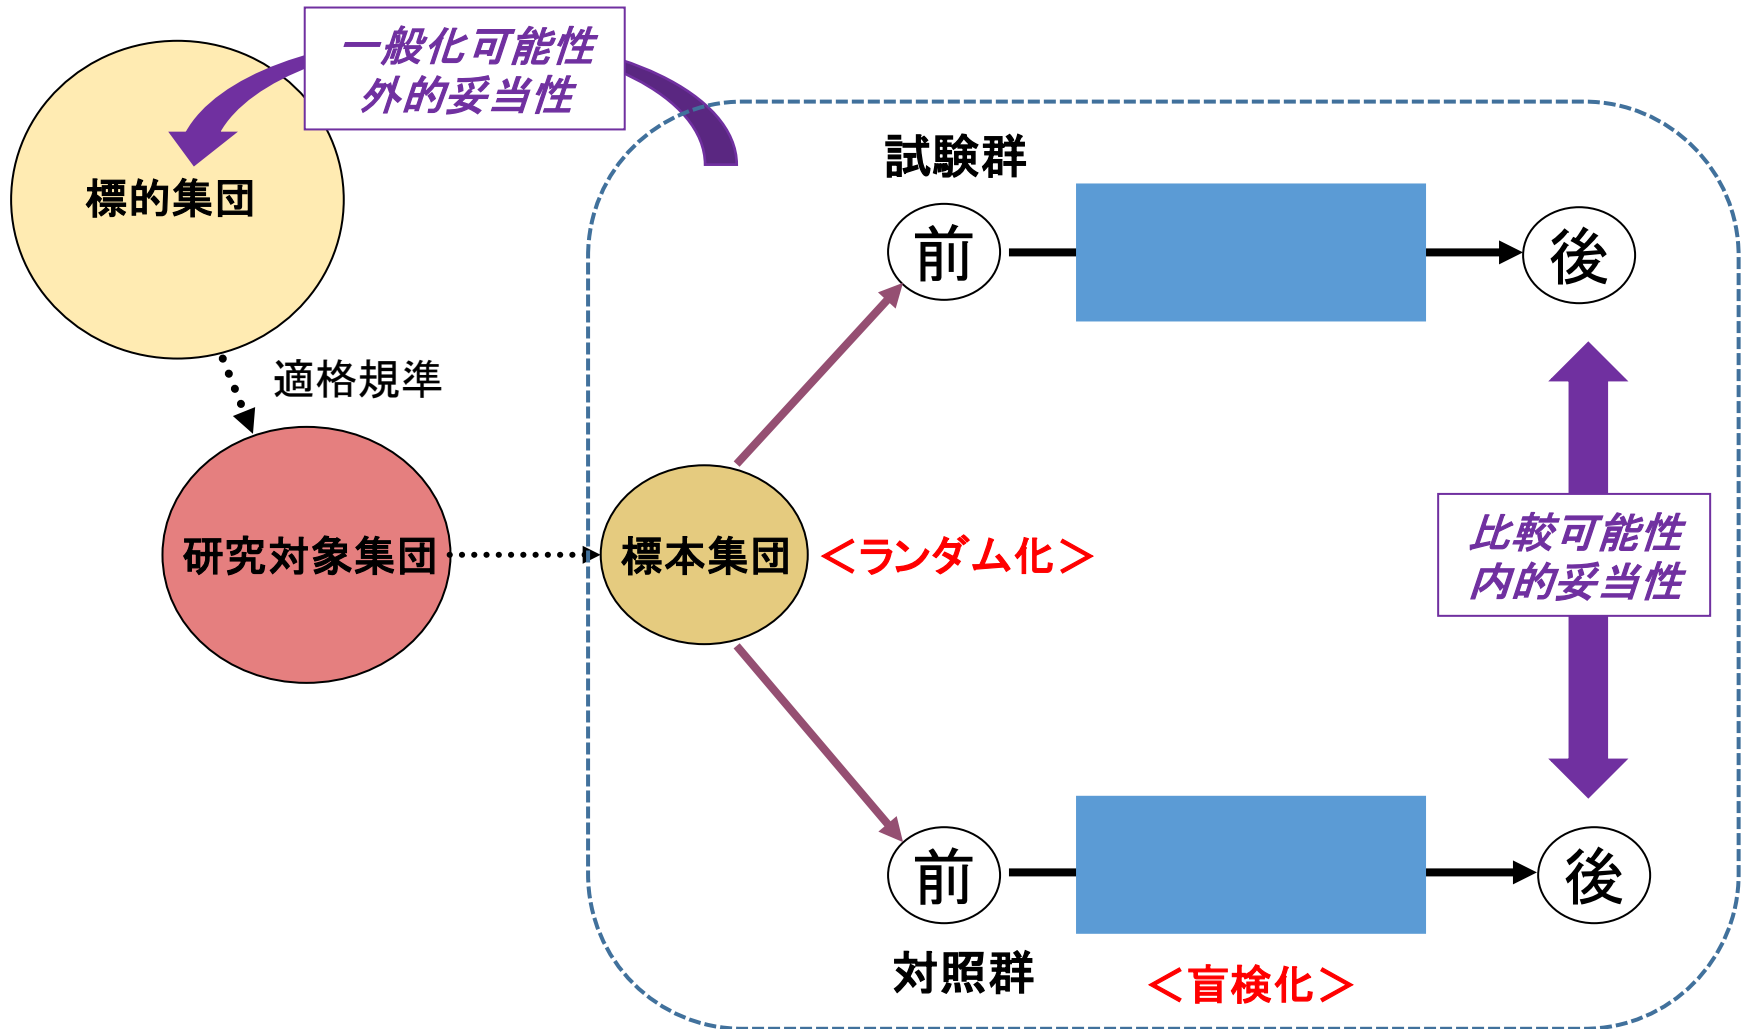 一般化可能性
外的妥当性
標的集団
適格規準
研究対象集団
標本集団
＜ランダム化＞
試験群
前
後
比較可能性
内的妥当性
前
後
対照群
＜盲検化＞